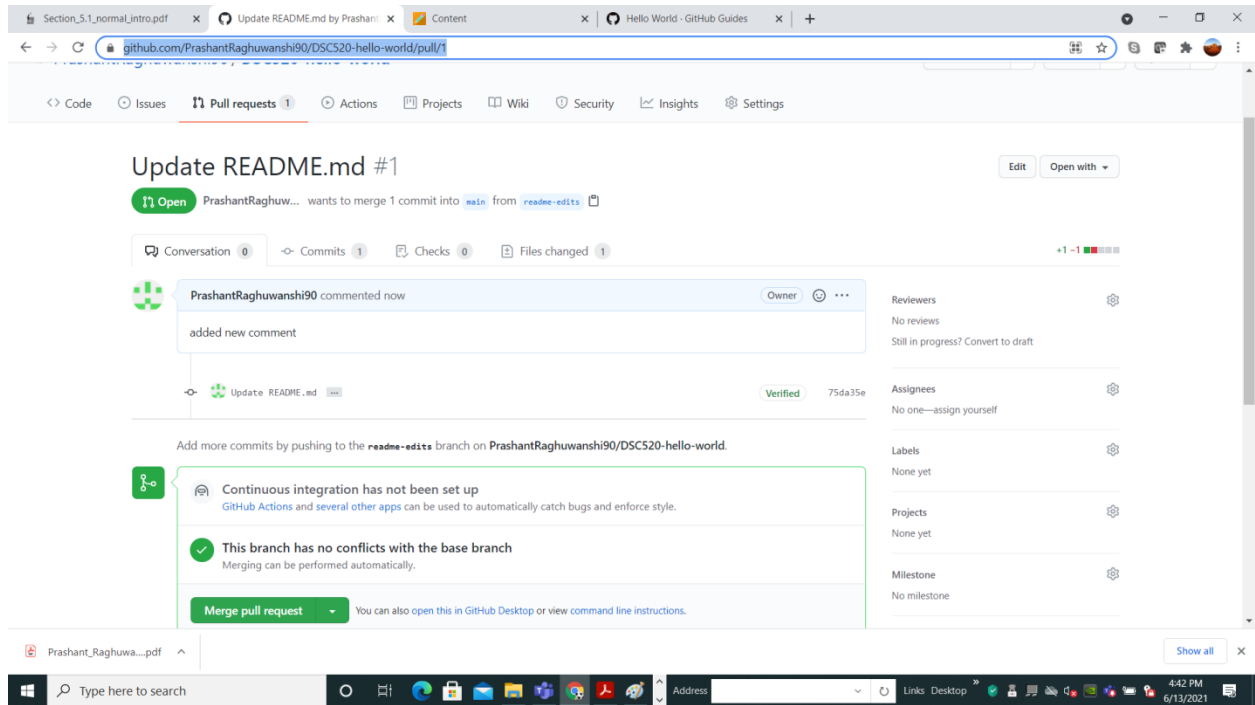 Section_5.1_normal_intro.pdf
Update README.md by Prashant
Content
Hello World · GitHub Guides
github.com/PrashantRaghuwanshi90/DSC520-hello-world/pull/1
<> Code
Issues
Pull requests 1
Actions
Projects
Wiki
Security
Insights
Settings
Update README.md #1
Edit
Open with
Open
PrashantRaghuw... wants to merge 1 commit into main from readme-edits
Conversation 0
Commits 1
Checks 0
Files changed 1
+1 −1
PrashantRaghuwanshi90 commented now
Owner
...
added new comment
Update README.md ...
Verified
75da35e
Add more commits by pushing to the readme-edits branch on PrashantRaghuwanshi90/DSC520-hello-world.
Continuous integration has not been set up
GitHub Actions and several other apps can be used to automatically catch bugs and enforce style.
This branch has no conflicts with the base branch
Merging can be performed automatically.
Merge pull request
You can also open this in GitHub Desktop or view command line instructions.
Reviewers
No reviews
Still in progress? Convert to draft
Assignees
No one—assign yourself
Labels
None yet
Projects
None yet
Milestone
No milestone
Prashant_Raghuwa....pdf
Show all
Type here to search
Address
Links Desktop
4:42 PM
6/13/2021